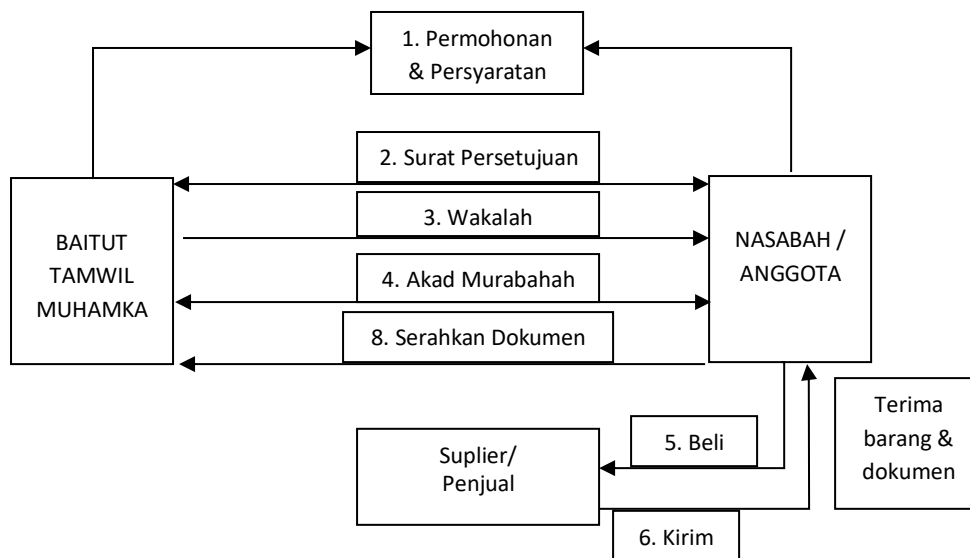 1. Permohonan
& Persyaratan
2. Surat Persetujuan
3. Wakalah
4. Akad Murabahah
8. Serahkan Dokumen
BAITUT
TAMWIL
MUHAMKA
NASABAH /
ANGGOTA
Terima
barang &
dokumen
5. Beli
Suplier/
Penjual
6. Kirim